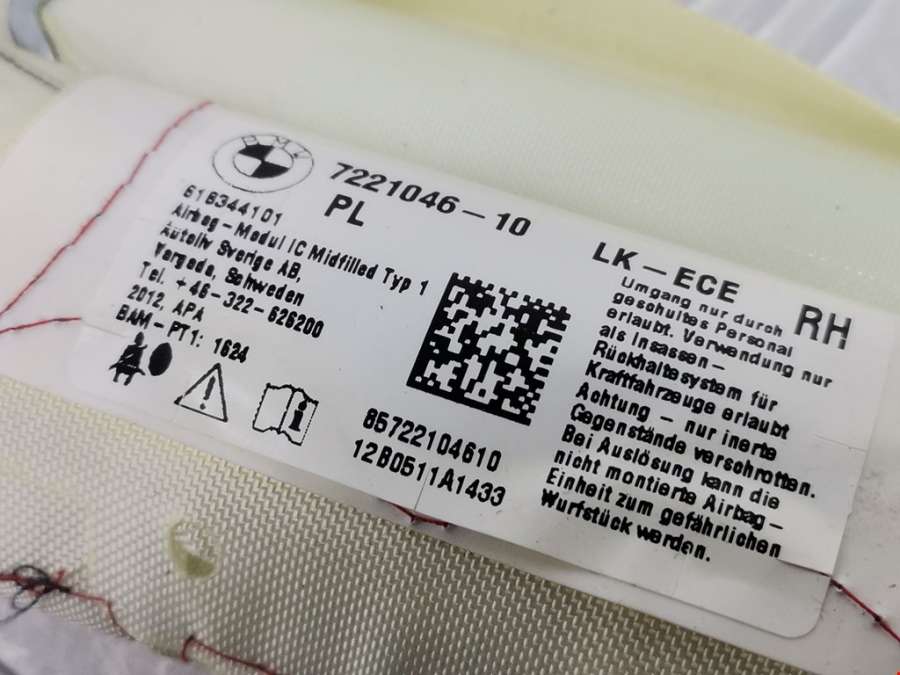 BMW
7221046-10
PL
616344101
Airbag-Modul IC Midfilled Typ 1
Autoliv Sverige AB,
Vargada, Schweden
Tel. +46-322-626200
2012, APA
BAM-PT1: 1624
85722104610
12B0511A1433
LK-ECE
RH
Umgang nur durch
geschultes Personal
erlaubt. Verwendung nur
als Insassen-
Rückhaltesystem für
Kraftfahrzeuge erlaubt
Achtung - nur inerte
Gegenstände verschrotten.
Bei Auslösung kann die
nicht montierte Airbag-
Einheit zum gefährlichen
Wurfstück werden.